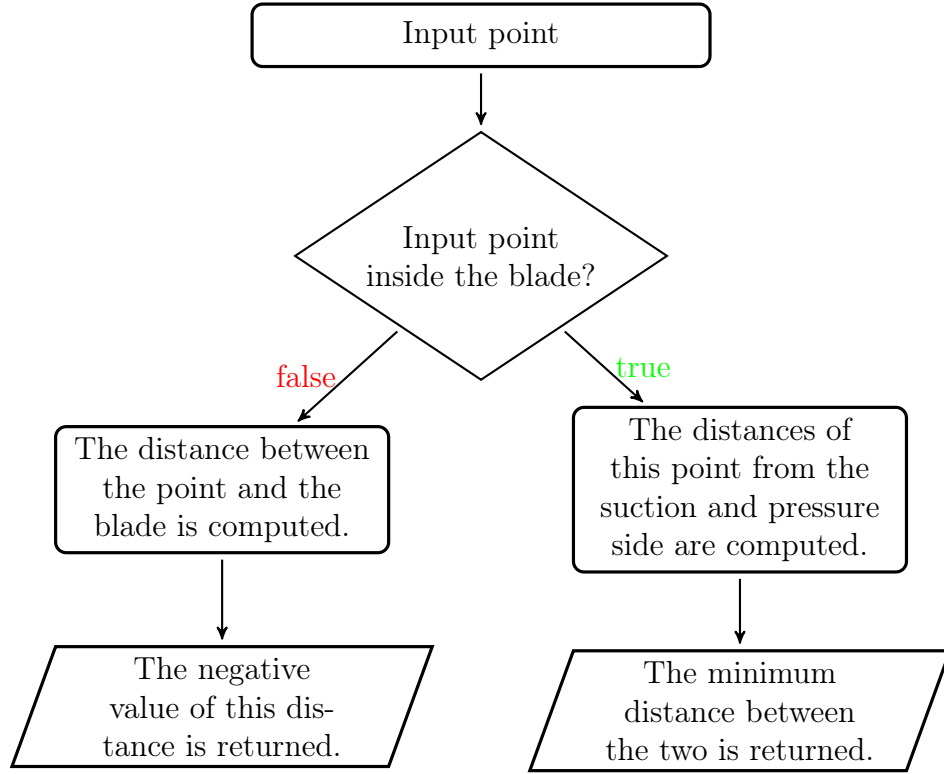 Input point
Input point
inside the blade?
false
true
The distance between
the point and the
blade is computed.
The distances of
this point from the
suction and pressure
side are computed.
The negative
value of this dis-
tance is returned.
The minimum
distance between
the two is returned.